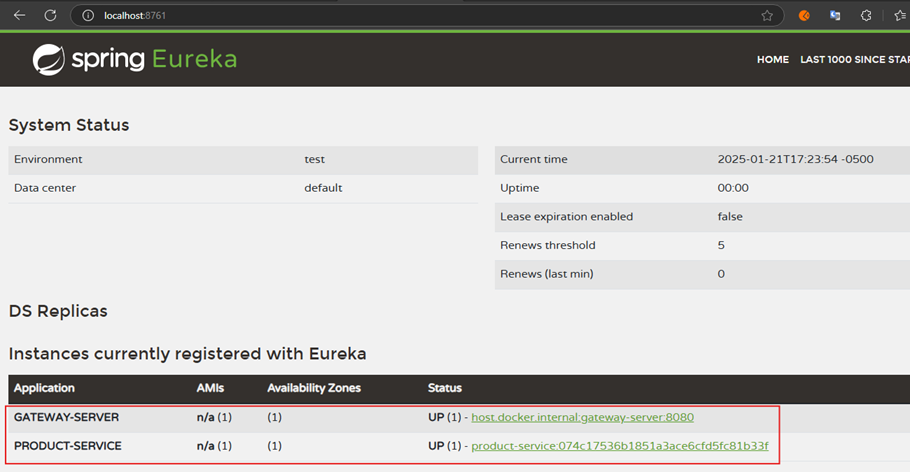 localhost:8761
spring Eureka
HOME LAST 1000 SINCE STAR
System Status
Environment test
Data center default
Current time 2025-01-21T17:23:54 -0500
Uptime 00:00
Lease expiration enabled false
Renews threshold 5
Renews (last min) 0
DS Replicas
Instances currently registered with Eureka
Application AMIs Availability Zones Status
GATEWAY-SERVER n/a (1) (1) UP (1) - host.docker.internal:gateway-server:8080
PRODUCT-SERVICE n/a (1) (1) UP (1) - product-service:074c17536b1851a3ace6cfd5fc81b33f